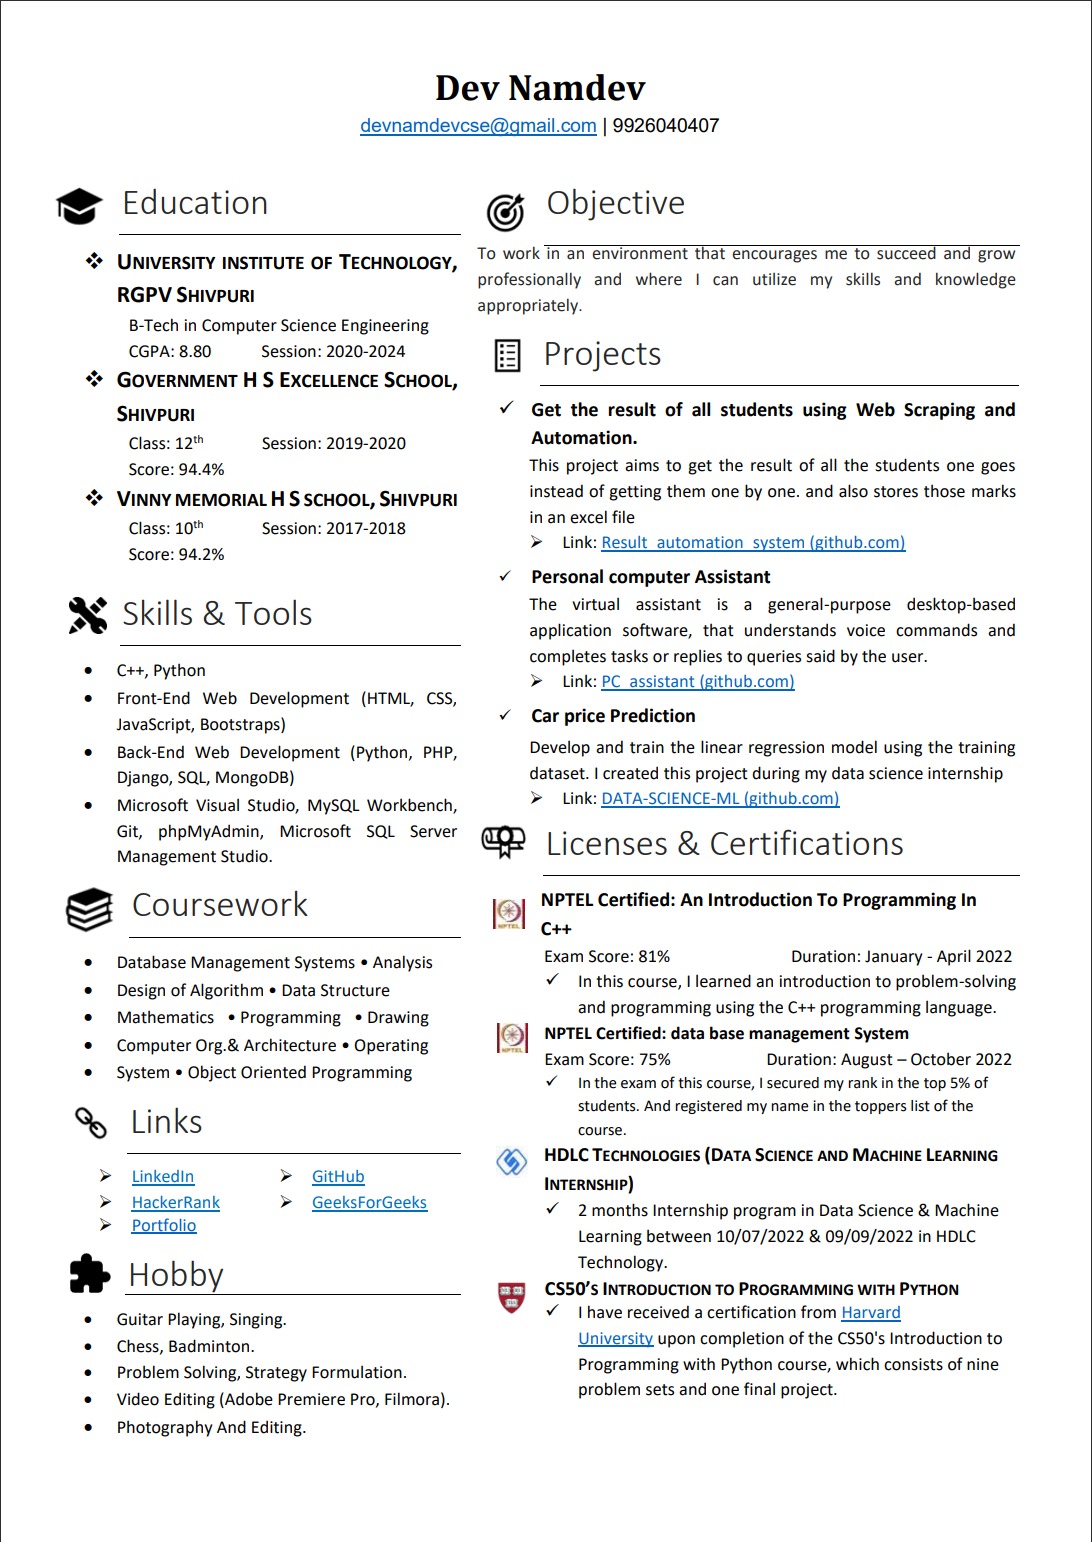 Dev Namdev
devnamdevcse@gmail.com | 9926040407
Education
❖ UNIVERSITY INSTITUTE OF TECHNOLOGY,
RGPV SHIVPURI
B-Tech in Computer Science Engineering
CGPA: 8.80 Session: 2020-2024
❖ GOVERNMENT H S EXCELLENCE SCHOOL,
SHIVPURI
Class: 12th Session: 2019-2020
Score: 94.4%
❖ VINNY MEMORIAL H S SCHOOL, SHIVPURI
Class: 10th Session: 2017-2018
Score: 94.2%
Skills & Tools
• C++, Python
• Front-End Web Development (HTML, CSS,
JavaScript, Bootstraps)
• Back-End Web Development (Python, PHP,
Django, SQL, MongoDB)
• Microsoft Visual Studio, MySQL Workbench,
Git, phpMyAdmin, Microsoft SQL Server
Management Studio.
Coursework
• Database Management Systems • Analysis
• Design of Algorithm • Data Structure
• Mathematics • Programming • Drawing
• Computer Org.& Architecture • Operating
• System • Object Oriented Programming
Links
➢ LinkedIn ➢ GitHub
➢ HackerRank ➢ GeeksForGeeks
➢ Portfolio
Hobby
• Guitar Playing, Singing.
• Chess, Badminton.
• Problem Solving, Strategy Formulation.
• Video Editing (Adobe Premiere Pro, Filmora).
• Photography And Editing.
Objective
To work in an environment that encourages me to succeed and grow
professionally and where I can utilize my skills and knowledge
appropriately.
Projects
✓ Get the result of all students using Web Scraping and
Automation.
This project aims to get the result of all the students one goes
instead of getting them one by one. and also stores those marks
in an excel file
➢ Link: Result_automation_system (github.com)
✓ Personal computer Assistant
The virtual assistant is a general-purpose desktop-based
application software, that understands voice commands and
completes tasks or replies to queries said by the user.
➢ Link: PC_assistant (github.com)
✓ Car price Prediction
Develop and train the linear regression model using the training
dataset. I created this project during my data science internship
➢ Link: DATA-SCIENCE-ML (github.com)
Licenses & Certifications
NPTEL
NPTEL Certified: An Introduction To Programming In
C++
Exam Score: 81% Duration: January - April 2022
✓ In this course, I learned an introduction to problem-solving
and programming using the C++ programming language.
NPTEL
NPTEL Certified: data base management System
Exam Score: 75% Duration: August – October 2022
✓ In the exam of this course, I secured my rank in the top 5% of
students. And registered my name in the toppers list of the
course.
HDLC TECHNOLOGIES (DATA SCIENCE AND MACHINE LEARNING
INTERNSHIP)
✓ 2 months Internship program in Data Science & Machine
Learning between 10/07/2022 & 09/09/2022 in HDLC
Technology.
CS50’S INTRODUCTION TO PROGRAMMING WITH PYTHON
✓ I have received a certification from Harvard
University upon completion of the CS50's Introduction to
Programming with Python course, which consists of nine
problem sets and one final project.